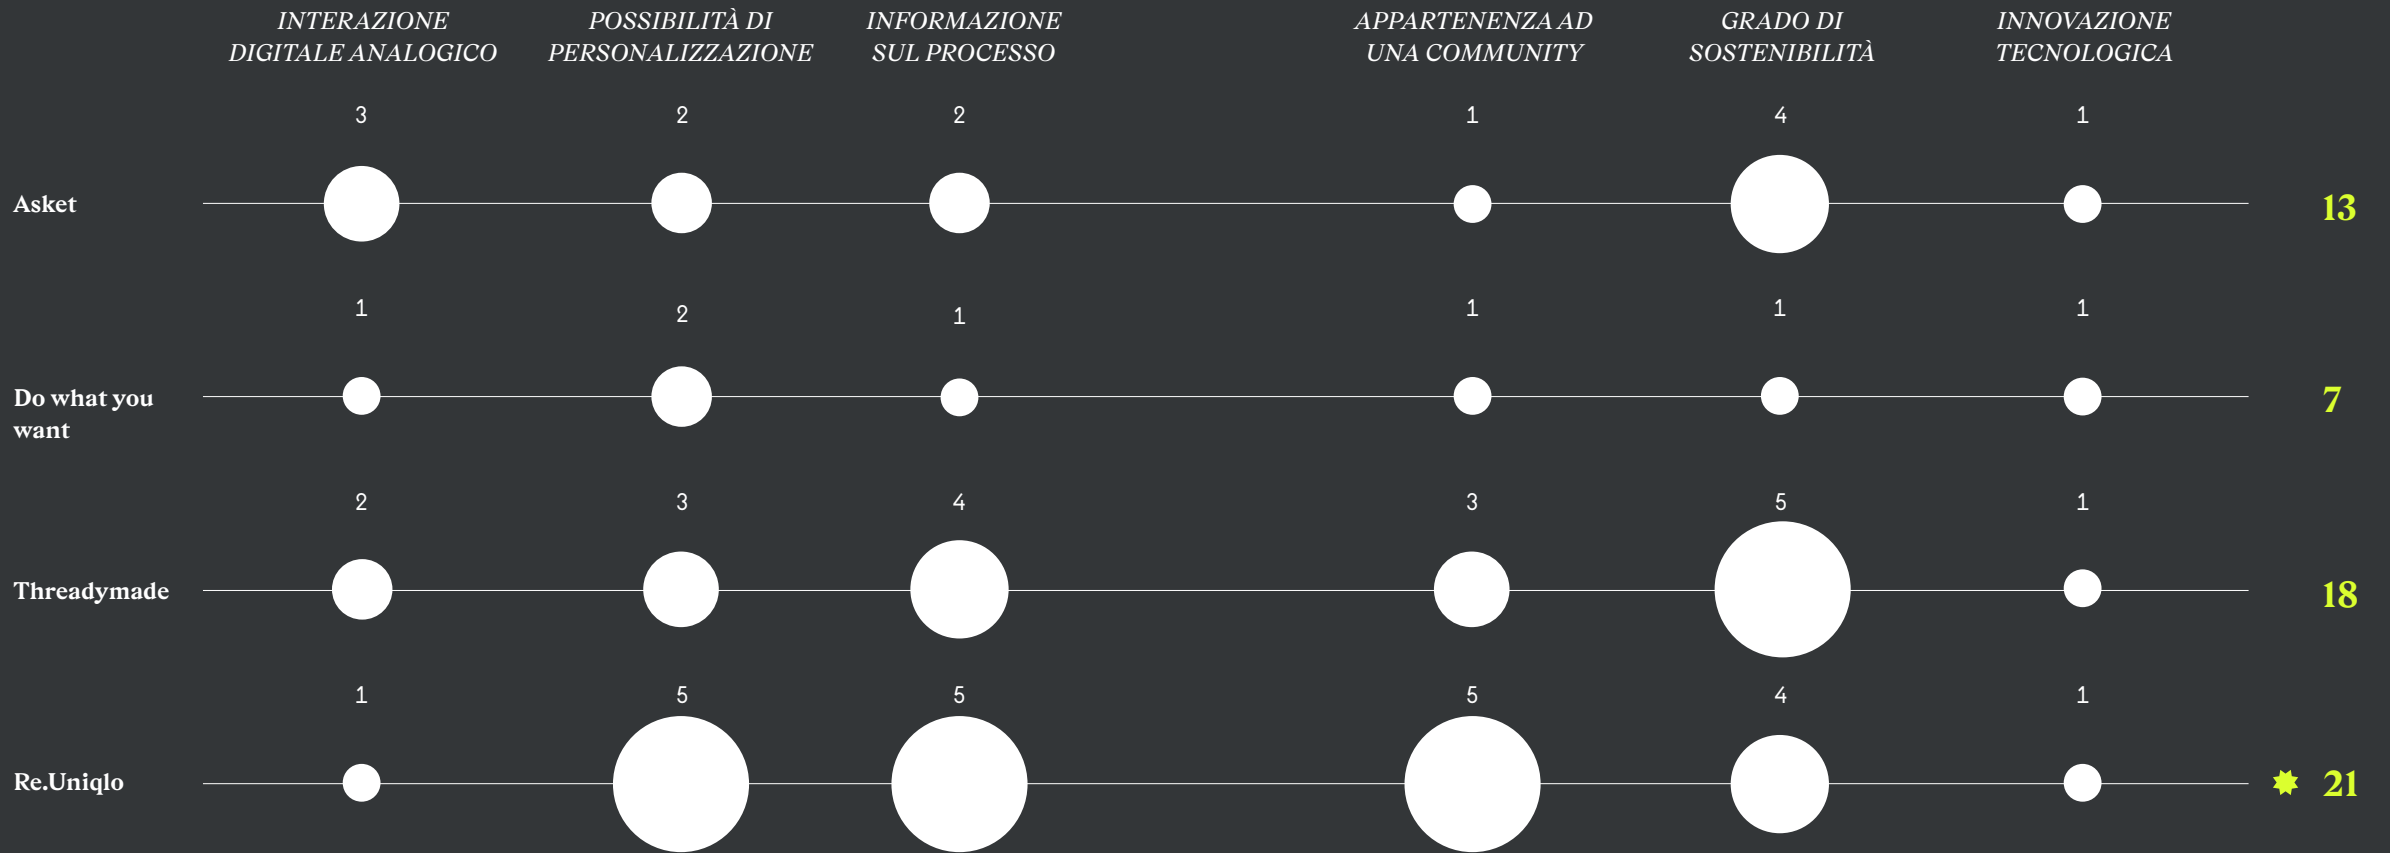 INTERAZIONE
DIGITALE ANALOGICO
POSSIBILITÀ DI
PERSONALIZZAZIONE
INFORMAZIONE
SUL PROCESSO
APPARTENENZA AD
UNA COMMUNITY
GRADO DI
SOSTENIBILITÀ
INNOVAZIONE
TECNOLOGICA
3 2 2 1 4 1
Asket 13
1 2 1 1 1 1
Do what you
want
7
2 3 4 3 5 1
Threadymade 18
1 5 5 5 4 1
Re.Uniqlo 21